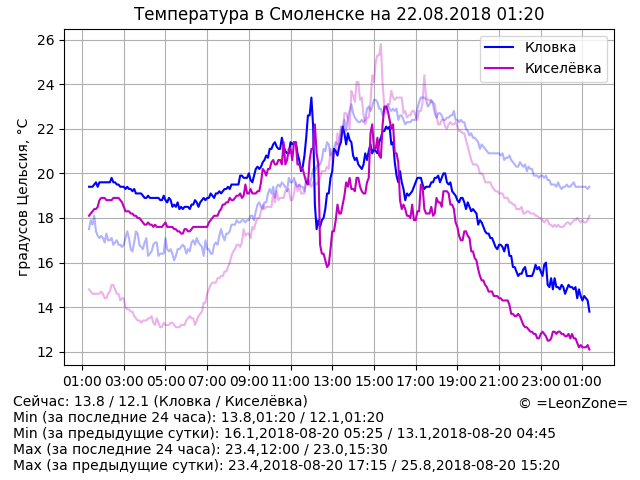 Температура в Смоленске на 22.08.2018 01:20
Кловка
Киселёвка
градусов Цельсия, °C
26
24
22
20
18
16
14
12
01:00 03:00 05:00 07:00 09:00 11:00 13:00 15:00 17:00 19:00 21:00 23:00 01:00
Сейчас: 13.8 / 12.1 (Кловка / Киселёвка)
© =LeonZone=
Min (за последние 24 часа): 13.8,01:20 / 12.1,01:20
Min (за предыдущие сутки): 16.1,2018-08-20 05:25 / 13.1,2018-08-20 04:45
Max (за последние 24 часа): 23.4,12:00 / 23.0,15:30
Max (за предыдущие сутки): 23.4,2018-08-20 17:15 / 25.8,2018-08-20 15:20